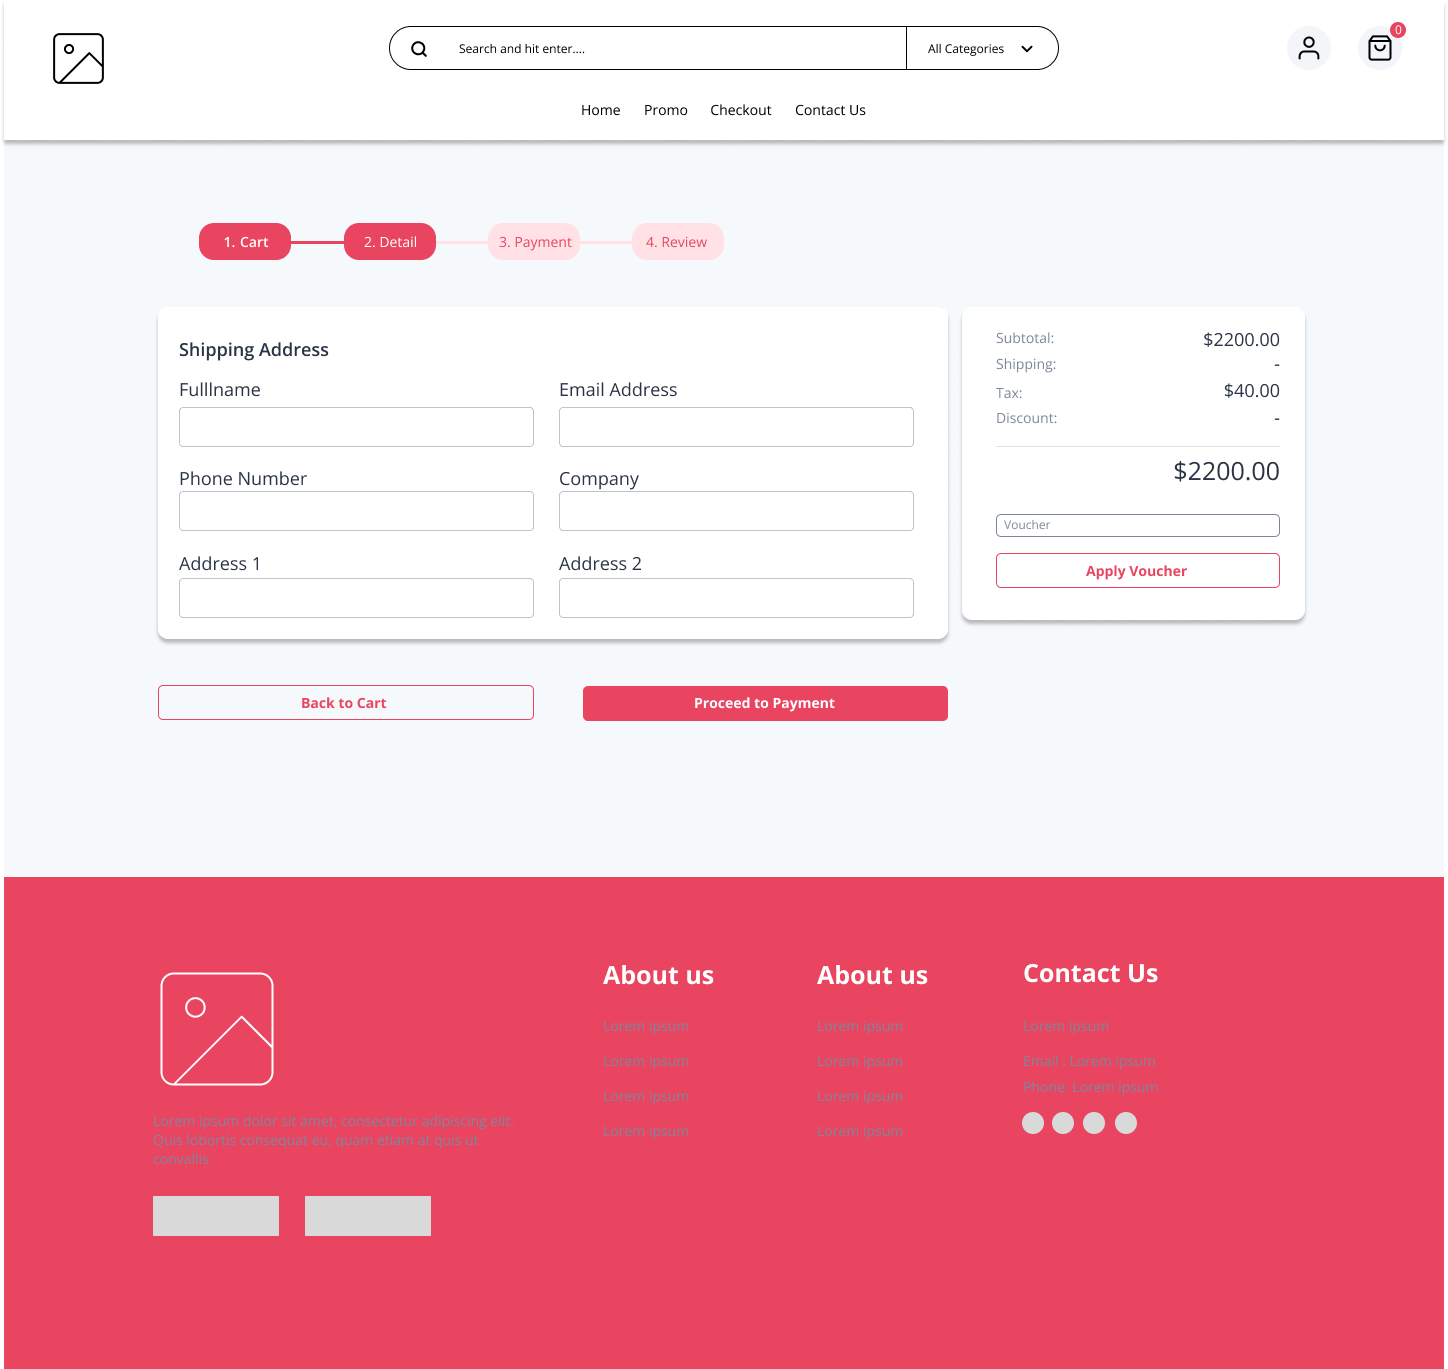 Search and hit enter....
All Categories
0
Home Promo Checkout Contact Us
1. Cart 2. Detail 3. Payment 4. Review
Shipping Address
Fulllname
Email Address
Phone Number
Company
Address 1
Address 2
Subtotal: $2200.00
Shipping: -
Tax: $40.00
Discount: -
$2200.00
Voucher
Apply Voucher
Back to Cart
Proceed to Payment
Lorem ipsum dolor sit amet, consectetur adipiscing elit.
Quis lobortis consequat eu, quam etiam at quis ut
convallis.
About us
Lorem ipsum
Lorem ipsum
Lorem ipsum
Lorem ipsum
About us
Lorem ipsum
Lorem ipsum
Lorem ipsum
Lorem ipsum
Contact Us
Lorem ipsum
Email : Lorem ipsum
Phone: Lorem ipsum